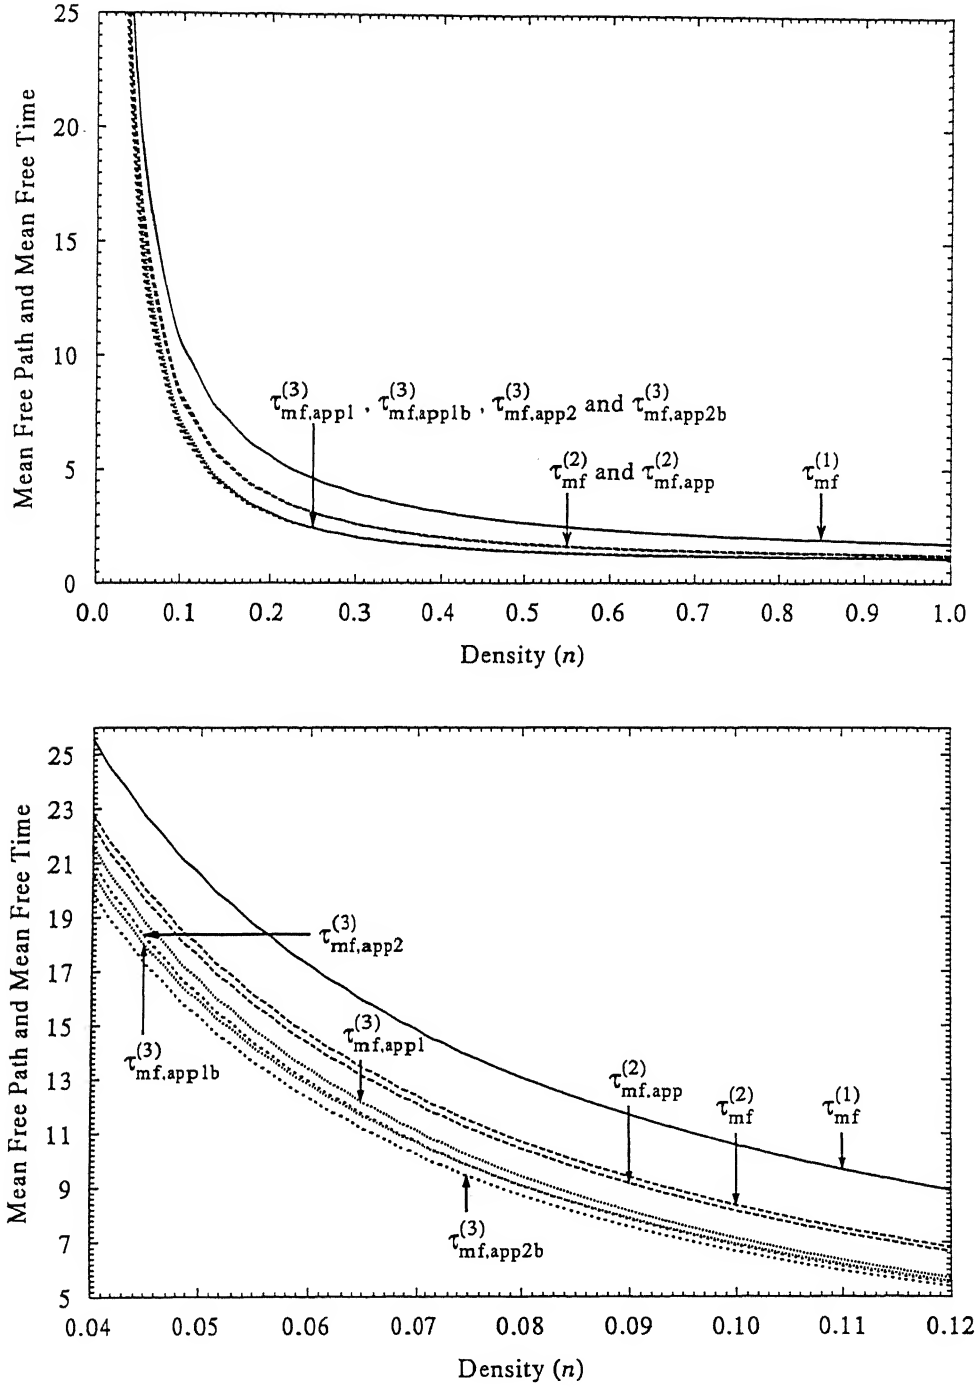 Mean Free Path and Mean Free Time
25
20
15
10
5
0
τ(3)mf,app1 , τ(3)mf,app1b , τ(3)mf,app2 and τ(3)mf,app2b
τ(2)mf and τ(2)mf,app
τ(1)mf
0.0 0.1 0.2 0.3 0.4 0.5 0.6 0.7 0.8 0.9 1.0
Density (n)
Mean Free Path and Mean Free Time
25
23
21
19
17
15
13
11
9
7
5
τ(3)mf,app2
τ(3)mf,app1
τ(3)mf,app1b
τ(2)mf,app
τ(2)mf
τ(1)mf
τ(3)mf,app2b
0.04 0.05 0.06 0.07 0.08 0.09 0.10 0.11 0.12
Density (n)